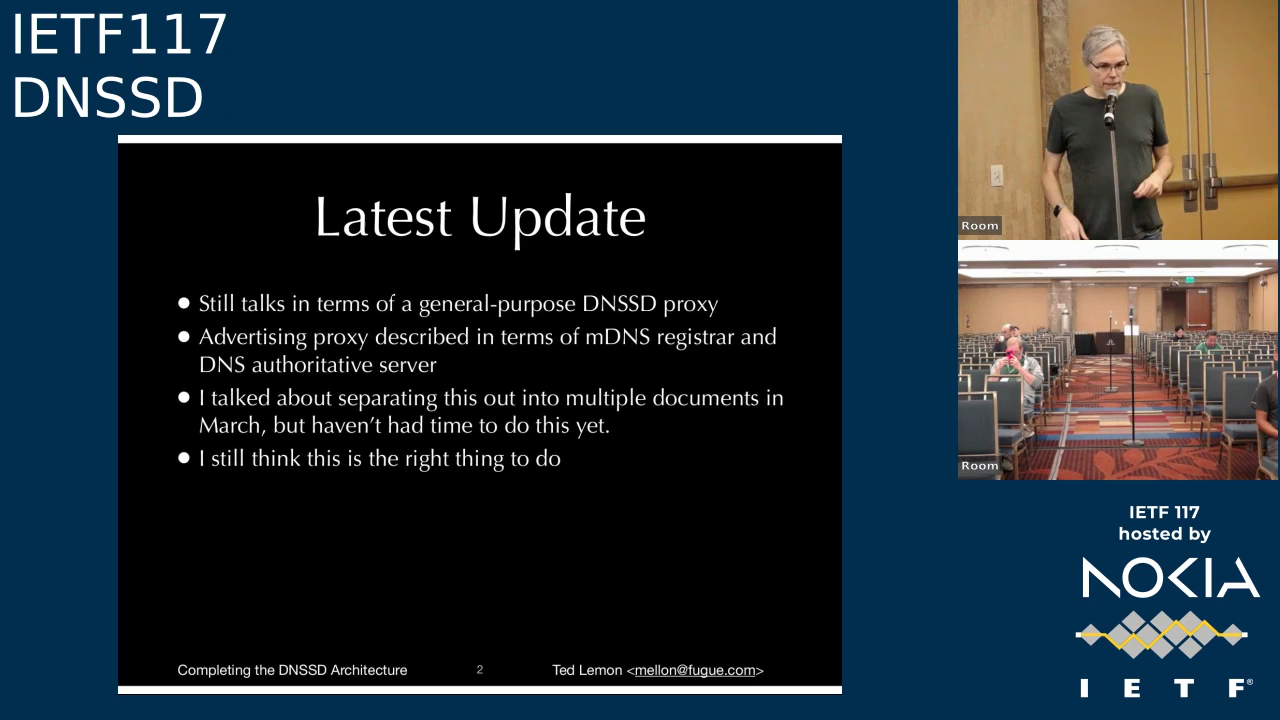 IETF117
DNSSD
Latest Update
● Still talks in terms of a general-purpose DNSSD proxy
● Advertising proxy described in terms of mDNS registrar and
DNS authoritative server
● I talked about separating this out into multiple documents in
March, but haven’t had time to do this yet.
● I still think this is the right thing to do
Completing the DNSSD Architecture
2
Ted Lemon <mellon@fugue.com>
Room
Room
IETF 117
hosted by
NOKIA
I E T F®